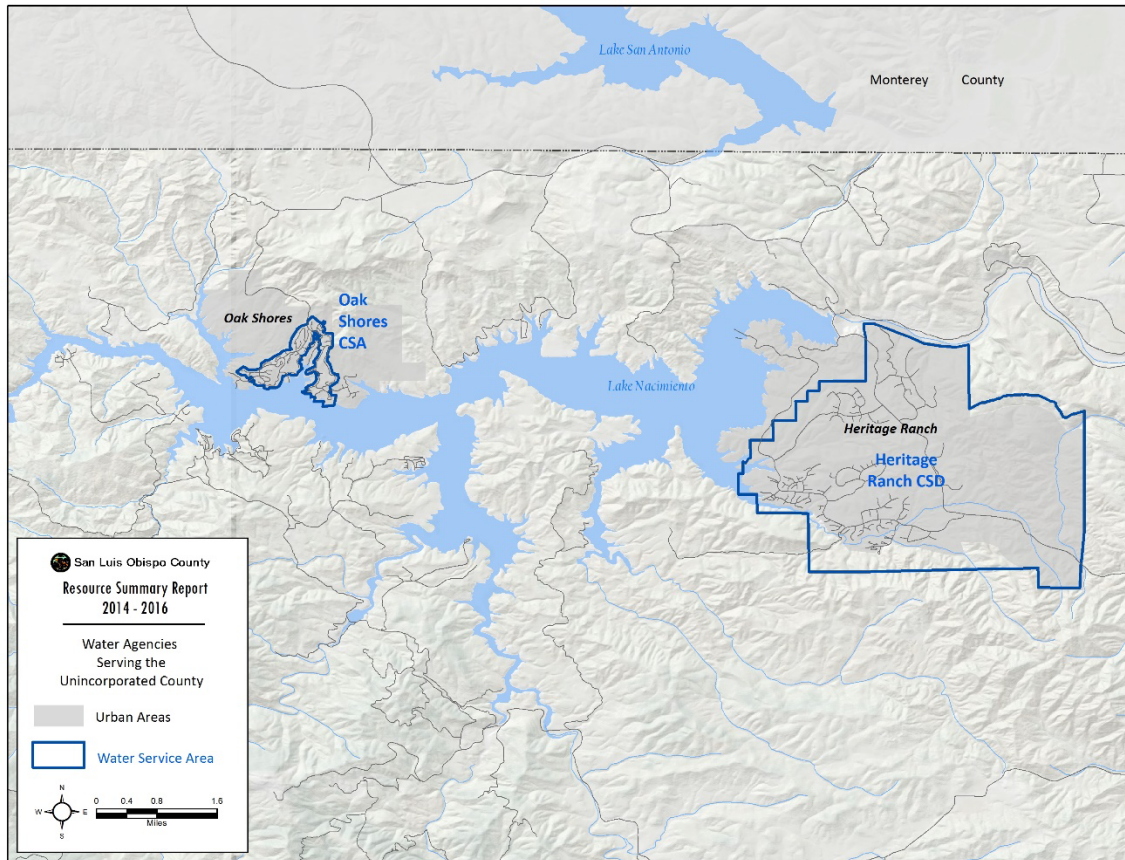 Lake San Antonio
Monterey County
Oak Shores
Oak
Shores
CSA
Lake Nacimiento
Heritage Ranch
Heritage
Ranch CSD
San Luis Obispo County
Resource Summary Report
2014 - 2016
Water Agencies
Serving the
Unincorporated County
Urban Areas
Water Service Area
N
W E
S
0 0.4 0.8 1.6
Miles